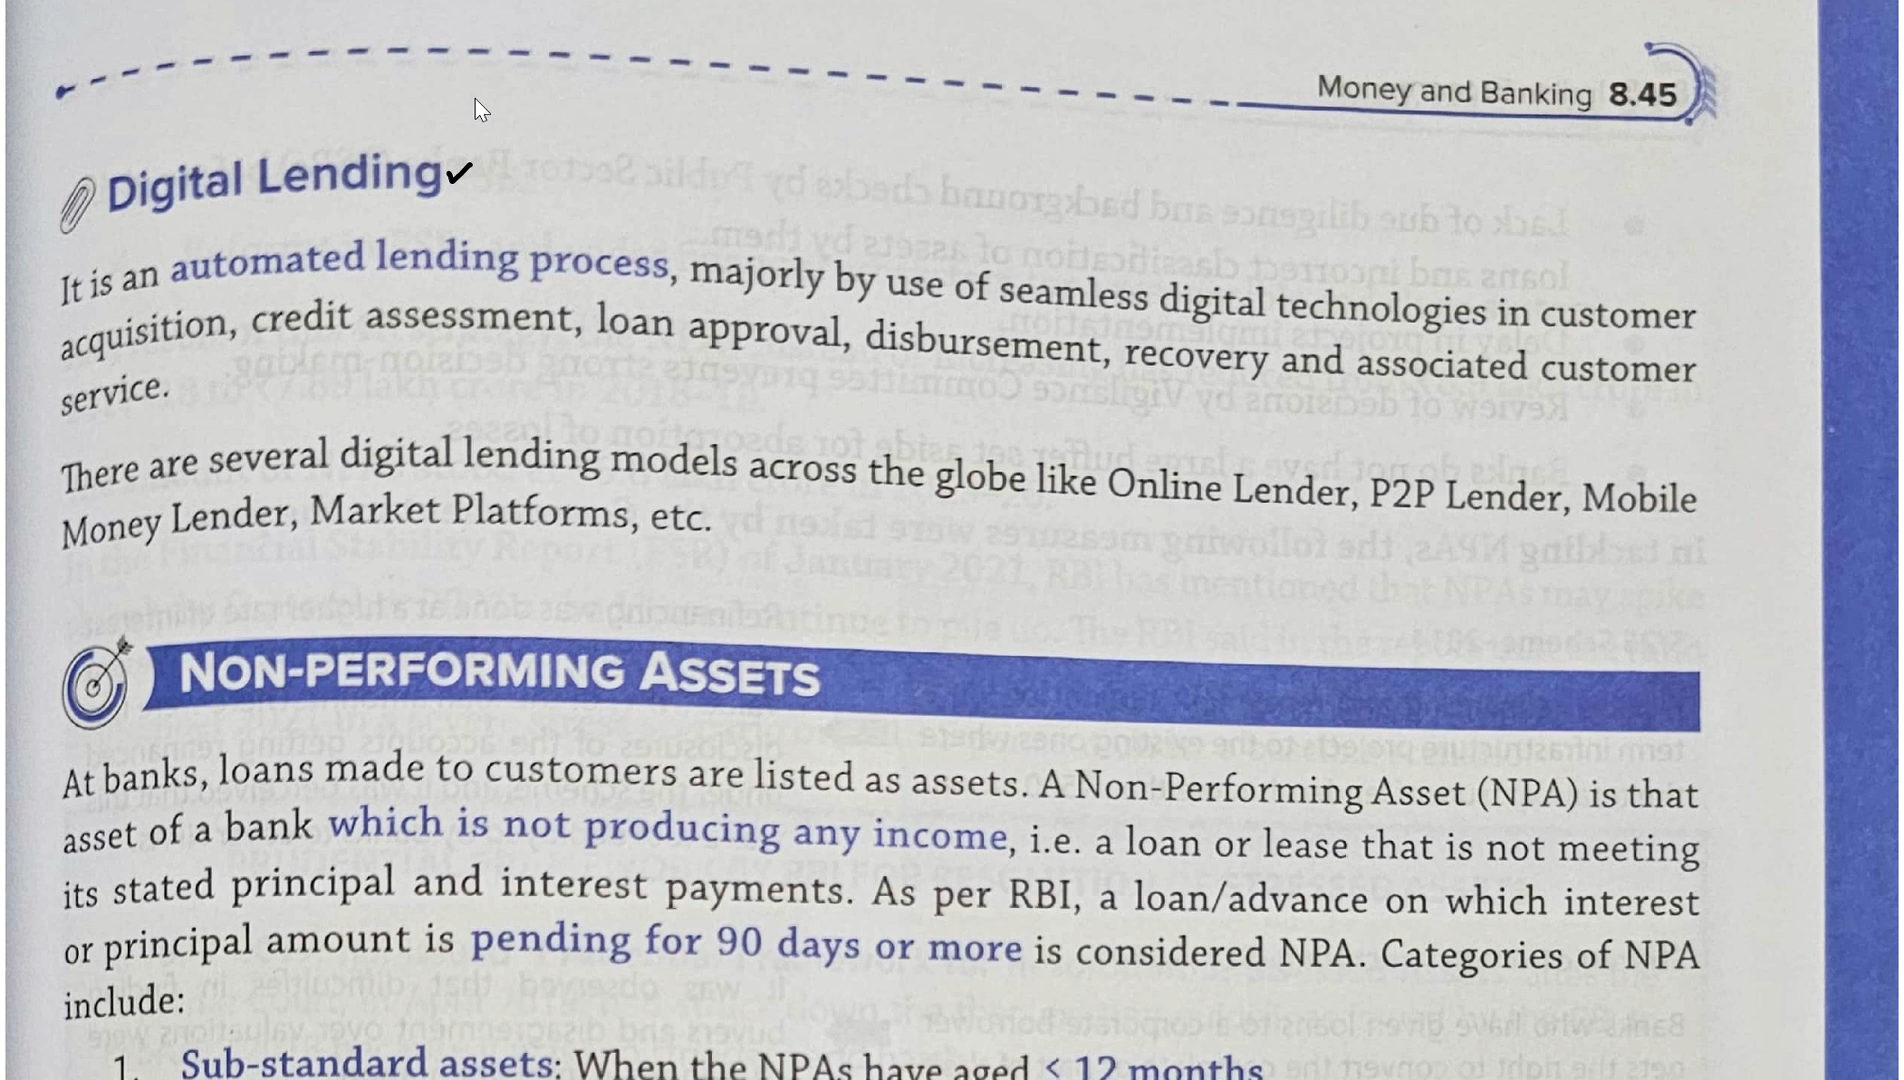 Money and Banking 8.45
Digital Lending✓
It is an automated lending process, majorly by use of seamless digital technologies in customer
acquisition, credit assessment, loan approval, disbursement, recovery and associated customer
service.
There are several digital lending models across the globe like Online Lender, P2P Lender, Mobile
Money Lender, Market Platforms, etc.
NON-PERFORMING ASSETS
At banks, loans made to customers are listed as assets. A Non-Performing Asset (NPA) is that
asset of a bank which is not producing any income, i.e. a loan or lease that is not meeting
its stated principal and interest payments. As per RBI, a loan/advance on which interest
or principal amount is pending for 90 days or more is considered NPA. Categories of NPA
include:
1. Sub-standard assets: When the NPAs have aged < 12 months